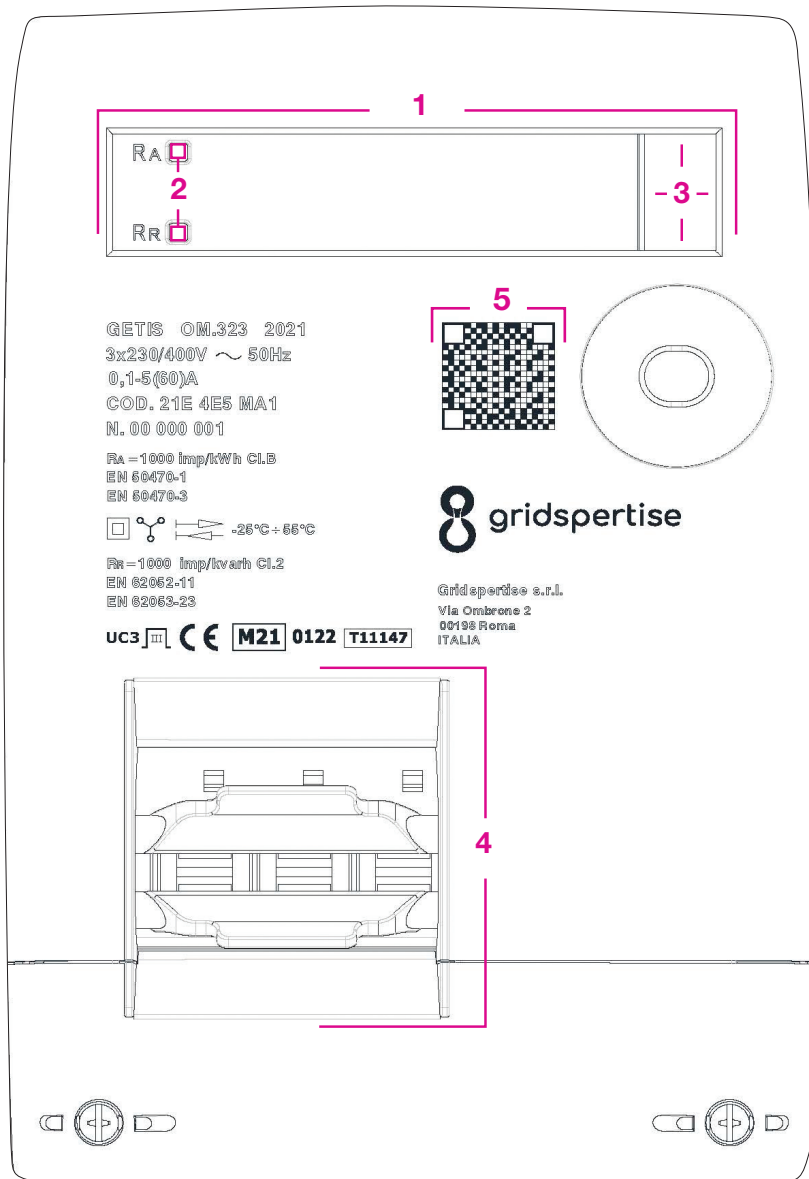 1
RA
2
3
RR
5
GETIS OM.323 2021
3x230/400V ~ 50Hz
0,1-5(60)A
COD. 21E 4E5 MA1
N. 00 000 001
RA=1000 imp/kWh Cl.B
EN 50470-1
EN 50470-3
-25°C÷55°C
RR=1000 imp/kvarh Cl.2
EN 62052-11
EN 62053-23
UC3 III CE M21 0122 T11147
gridspertise
Gridspertise s.r.l.
Via Ombrone 2
00198 Roma
ITALIA
4